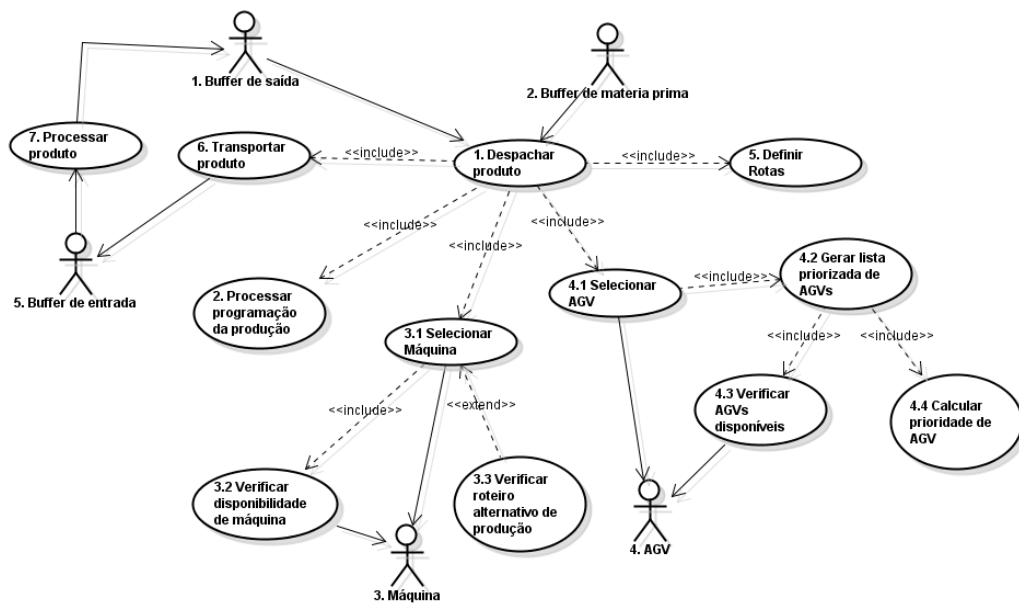 1. Buffer de saída
2. Buffer de materia prima
7. Processar
produto
6. Transportar
produto
<<include>>
1. Despachar
produto
<<include>>
5. Definir
Rotas
<<include>>
<<include>>
<<include>>
5. Buffer de entrada
2. Processar
programação
da produção
4.1 Selecionar
AGV
<<include>>
4.2 Gerar lista
priorizada de
AGVs
3.1 Selecionar
Máquina
<<include>>
<<include>>
<<include>>
<<extend>>
4.3 Verificar
AGVs
disponíveis
4.4 Calcular
prioridade de
AGV
3.2 Verificar
disponibilidade
de máquina
3.3 Verificar
roteiro
alternativo de
produção
4. AGV
3. Máquina